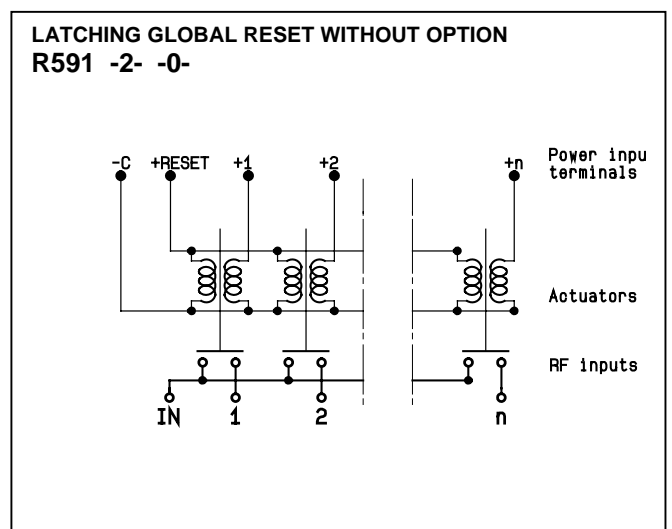 LATCHING GLOBAL RESET WITHOUT OPTION
R591 -2- -0-
-C +RESET +1 +2 +n
Power inpu
terminals
Actuators
RF inputs
IN 1 2 n